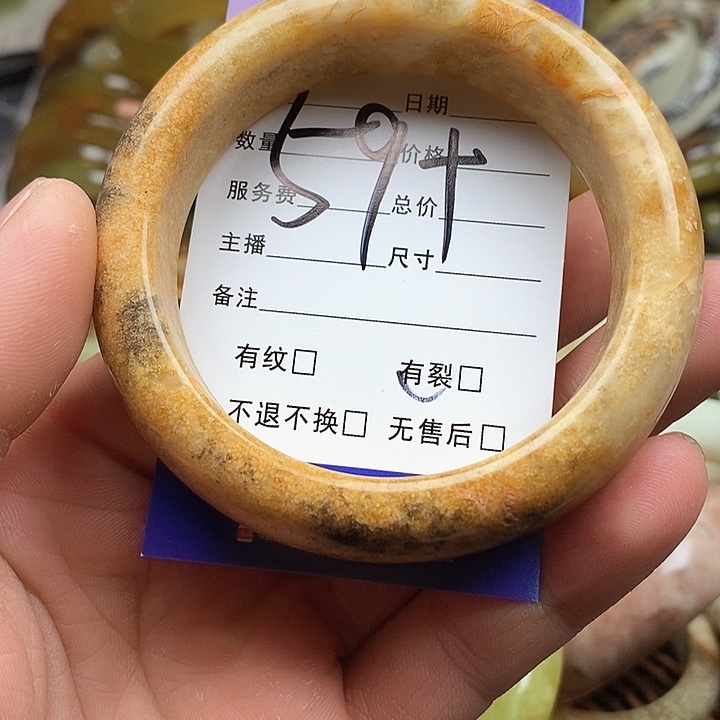 日期
数量 价格
59+
服务费 总价
主播 尺寸
备注
有纹□ 有裂□
不退不换□ 无售后□